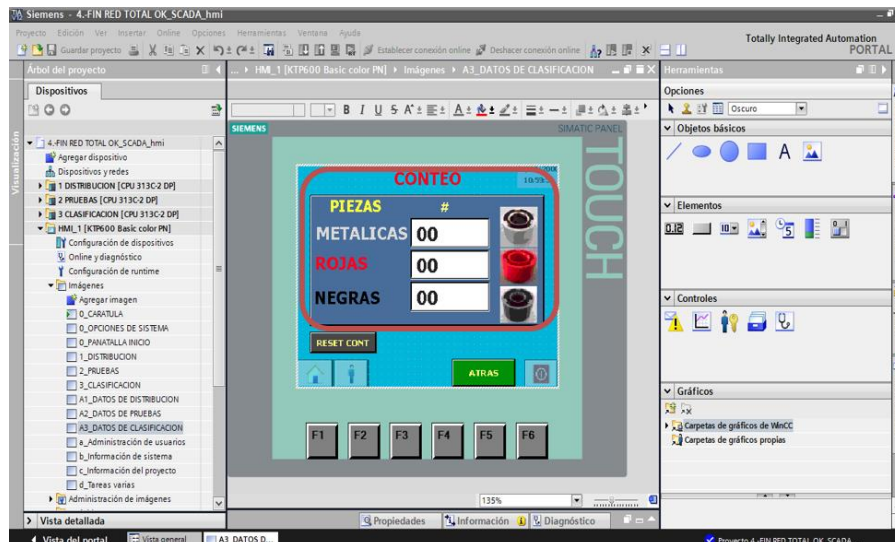 Siemens - 4.-FIN RED TOTAL OK_SCADA_hmi
Proyecto Edición Ver Insertar Online Opciones Herramientas Ventana Ayuda
Guardar proyecto
Establecer conexión online
Deshacer conexión online
Totally Integrated Automation
PORTAL
Árbol del proyecto
Dispositivos
Visualización
4.-FIN RED TOTAL OK_SCADA_hmi
Agregar dispositivo
Dispositivos y redes
1 DISTRIBUCION [CPU 313C-2 DP]
2 PRUEBAS [CPU 313C-2 DP]
3 CLASIFICACION [CPU 313C-2 DP]
HMI_1 [KTP600 Basic color PN]
Configuración de dispositivos
Online y diagnóstico
Configuración de runtime
Imágenes
Agregar imagen
0_CARATULA
0_OPCIONES DE SISTEMA
0_PANATALLA INICIO
1_DISTRIBUCION
2_PRUEBAS
3_CLASIFICACION
A1_DATOS DE DISTRIBUCION
A2_DATOS DE PRUEBAS
A3_DATOS DE CLASIFICACION
a_Administración de usuarios
b_Información de sistema
c_Información del proyecto
d_Tareas varias
Administración de imágenes
Vista detallada
... HMI_1 [KTP600 Basic color PN] Imágenes A3_DATOS DE CLASIFICACION
B I U S A
SIEMENS
SIMATIC PANEL
TOUCH
CONTEO
PIEZAS #
METALICAS 00
ROJAS 00
NEGRAS 00
RESET CONT
ATRAS
F1 F2 F3 F4 F5 F6
135%
Propiedades Información Diagnóstico
Herramientas
Opciones
Oscuro
Objetos básicos
A
Elementos
Controles
Gráficos
Carpetas de gráficos de WinCC
Carpetas de gráficos propias
Vista del portal Vista general A3_DATOS D...
Proyecto 4.-FIN RED TOTAL OK_SCADA